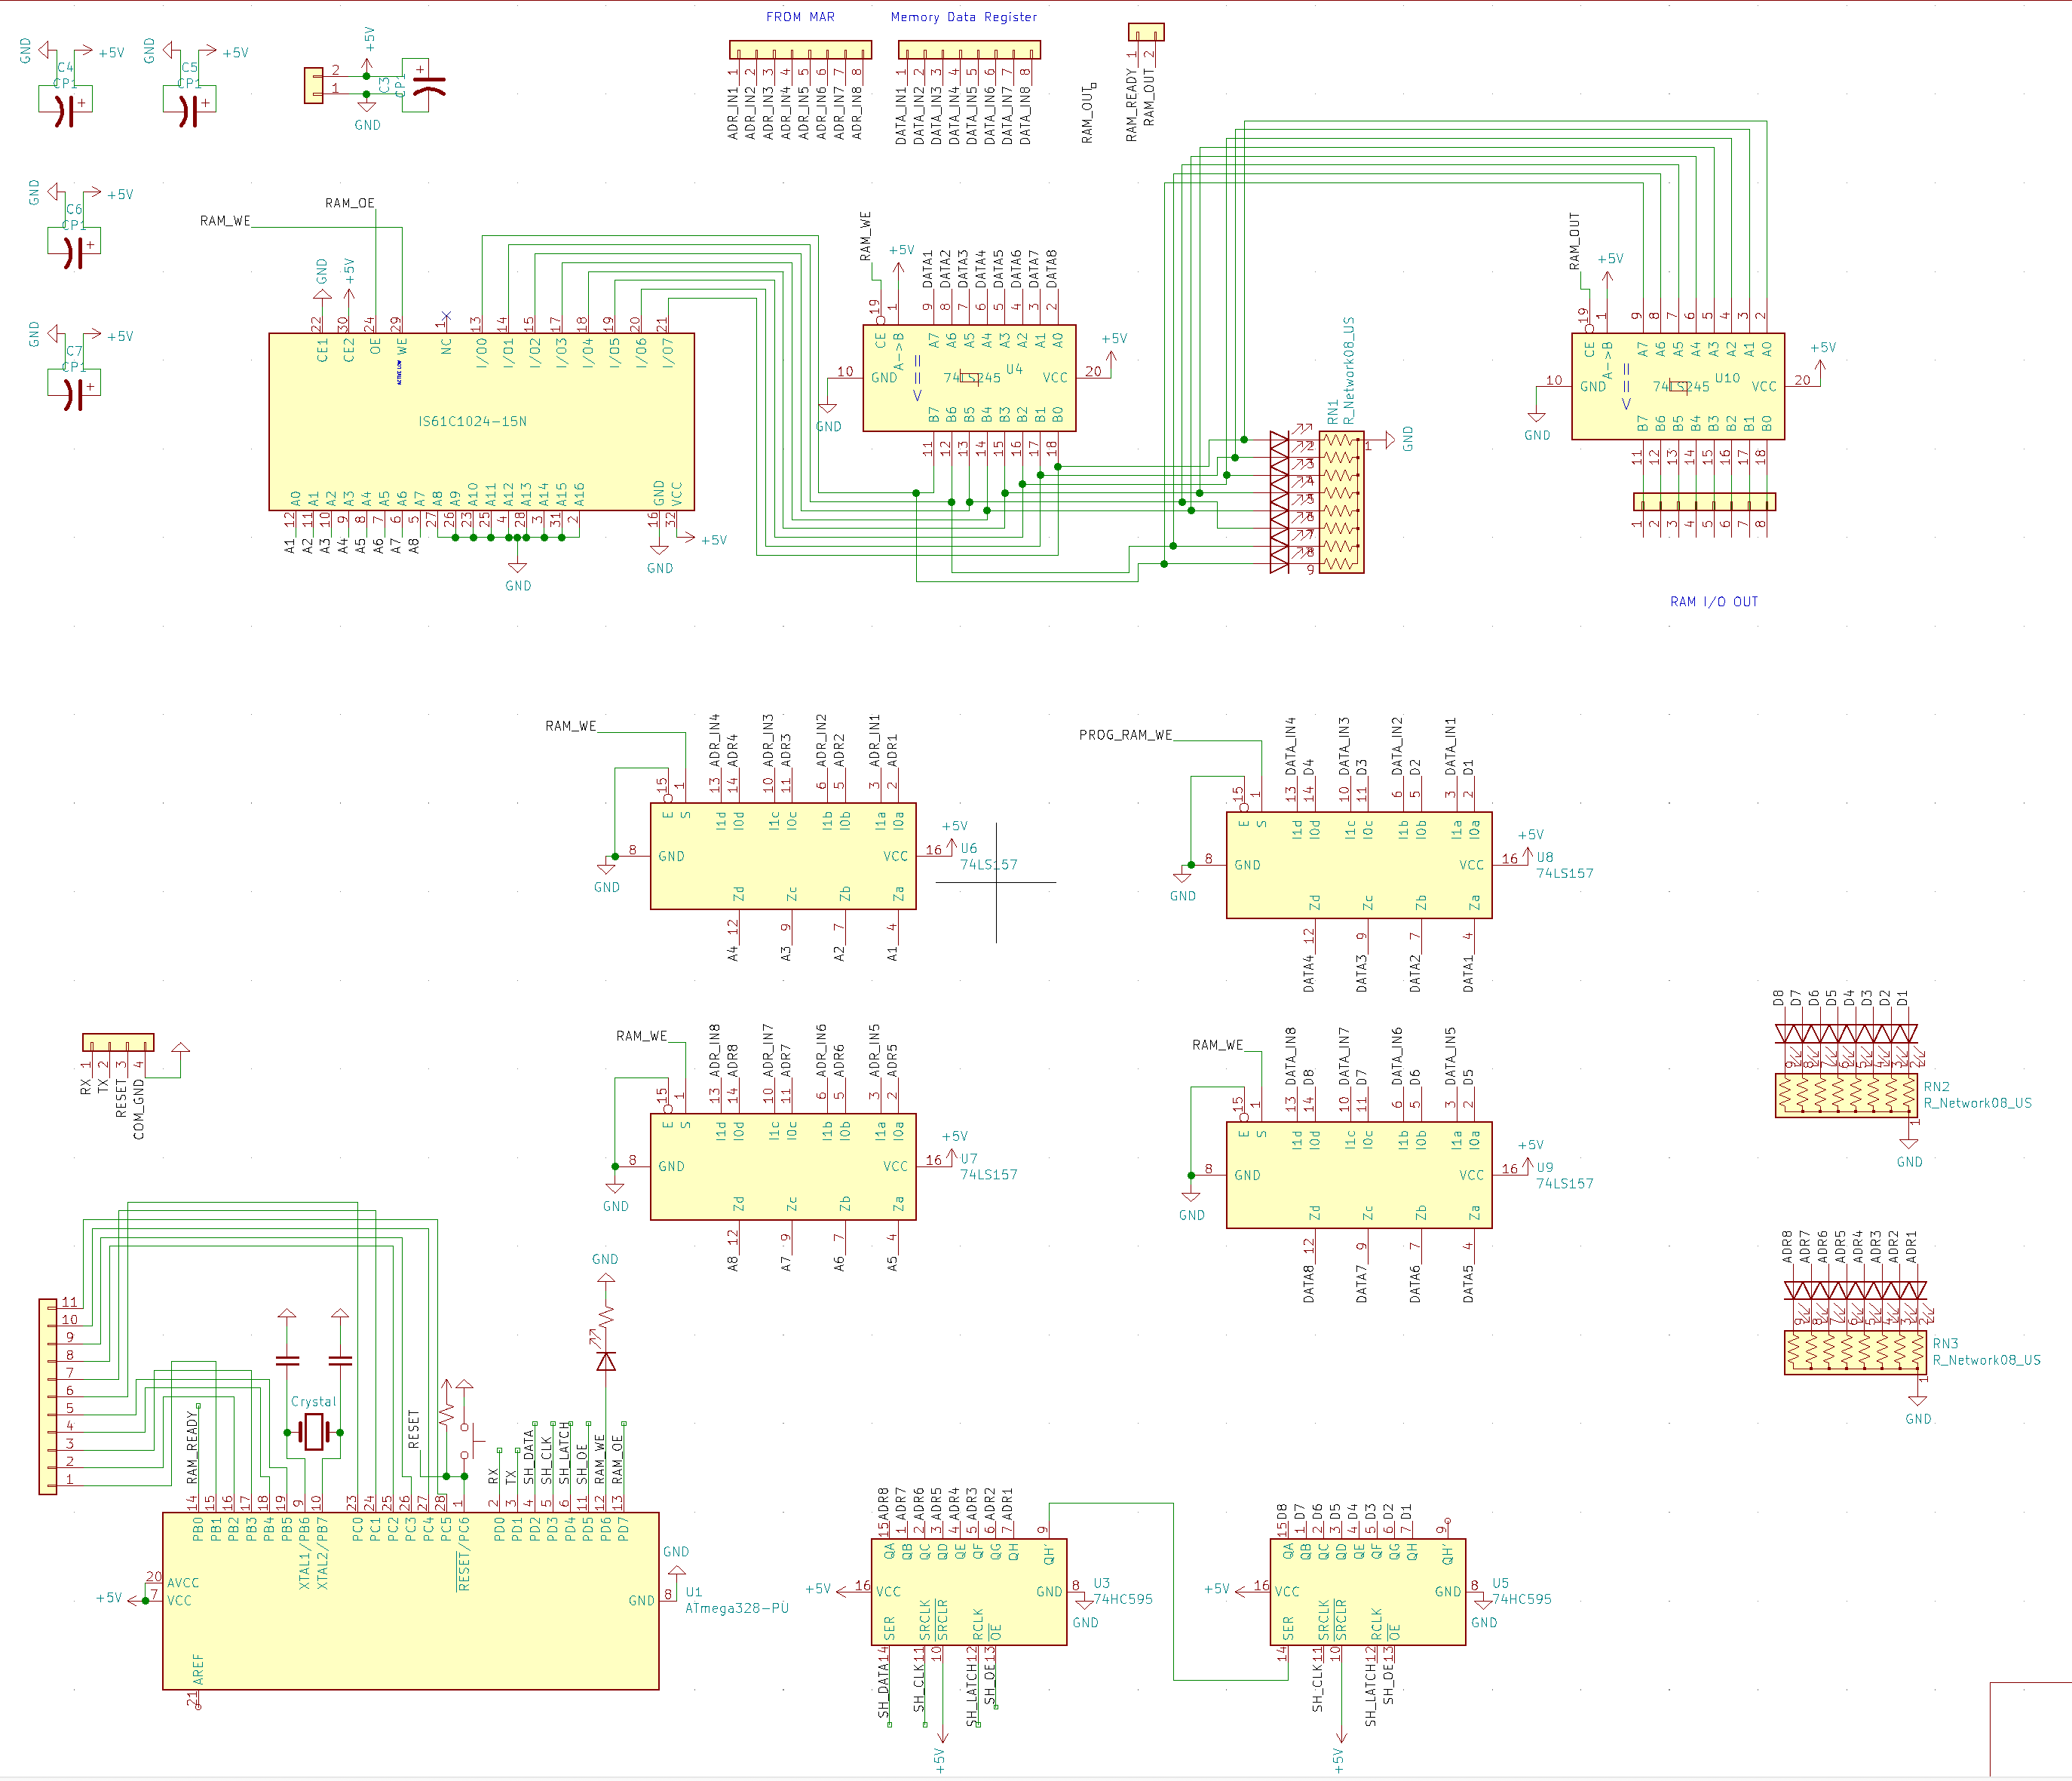 FROM MAR
Memory Data Register
GND
+5V
C4
CP1
GND
+5V
C5
CP1
+5V
2
1
C3
CP1
GND
1 2 3 4 5 6 7 8
ADR_IN1
ADR_IN2
ADR_IN3
ADR_IN4
ADR_IN5
ADR_IN6
ADR_IN7
ADR_IN8
1 2 3 4 5 6 7 8
DATA_IN1
DATA_IN2
DATA_IN3
DATA_IN4
DATA_IN5
DATA_IN6
DATA_IN7
DATA_IN8
RAM_OUT
1 2
RAM_READY
RAM_OUT
GND
+5V
C6
CP1
GND
+5V
C7
CP1
RAM_OE
RAM_WE
GND
+5V
22 30 24 29 1 13 14 15 17 18 19 20 21
CE1 CE2 OE WE NC I/O0 I/O1 I/O2 I/O3 I/O4 I/O5 I/O6 I/O7
ACTIVE LOW
IS61C1024-15N
A0 A1 A2 A3 A4 A5 A6 A7 A8 A9 A10 A11 A12 A13 A14 A15 A16 GND VCC
12 11 10 9 8 7 6 5 27 26 23 25 4 28 3 31 2 16 32
A1 A2 A3 A4 A5 A6 A7 A8
GND
GND
+5V
RAM_WE
+5V
DATA1 DATA2 DATA3 DATA4 DATA5 DATA6 DATA7 DATA8
19 1 9 8 7 6 5 4 3 2
CE A->B A7 A6 A5 A4 A3 A2 A1 A0
10 GND
<==
74LS245
U4
VCC 20
+5V
GND
B7 B6 B5 B4 B3 B2 B1 B0
11 12 13 14 15 16 17 18
RN1
R_Network08_US
2 3 4 5 6 7 8 9
1
GND
RAM_OUT
+5V
19 1 9 8 7 6 5 4 3 2
CE A->B A7 A6 A5 A4 A3 A2 A1 A0
10 GND
<==
74LS245
U10
VCC 20
+5V
GND
B7 B6 B5 B4 B3 B2 B1 B0
11 12 13 14 15 16 17 18
1 2 3 4 5 6 7 8
RAM I/O OUT
RAM_WE
ADR_IN4 ADR4 ADR_IN3 ADR3 ADR_IN2 ADR2 ADR_IN1 ADR1
15 1 13 14 10 11 6 5 3 2
E S I1d I0d I1c I0c I1b I0b I1a I0a
8 GND
GND
VCC 16
+5V
U6
74LS157
Zd Zc Zb Za
12 9 7 4
A4 A3 A2 A1
PROG_RAM_WE
DATA_IN4 D4 DATA_IN3 D3 DATA_IN2 D2 DATA_IN1 D1
15 1 13 14 10 11 6 5 3 2
E S I1d I0d I1c I0c I1b I0b I1a I0a
8 GND
GND
VCC 16
+5V
U8
74LS157
Zd Zc Zb Za
12 9 7 4
DATA4 DATA3 DATA2 DATA1
1 2 3 4
RX
TX
RESET
COM_GND
RAM_WE
ADR_IN8 ADR8 ADR_IN7 ADR7 ADR_IN6 ADR6 ADR_IN5 ADR5
15 1 13 14 10 11 6 5 3 2
E S I1d I0d I1c I0c I1b I0b I1a I0a
8 GND
GND
VCC 16
+5V
U7
74LS157
Zd Zc Zb Za
12 9 7 4
A8 A7 A6 A5
RAM_WE
DATA_IN8 D8 DATA_IN7 D7 DATA_IN6 D6 DATA_IN5 D5
15 1 13 14 10 11 6 5 3 2
E S I1d I0d I1c I0c I1b I0b I1a I0a
8 GND
GND
VCC 16
+5V
U9
74LS157
Zd Zc Zb Za
12 9 7 4
DATA8 DATA7 DATA6 DATA5
D8 D7 D6 D5 D4 D3 D2 D1
9 8 7 6 5 4 3 2
RN2
R_Network08_US
1
GND
ADR8 ADR7 ADR6 ADR5 ADR4 ADR3 ADR2 ADR1
9 8 7 6 5 4 3 2
RN3
R_Network08_US
1
GND
11
10
9
8
7
6
5
4
3
2
1
RAM_READY
Crystal
RESET
GND
RX TX SH_DATA SH_CLK SH_LATCH SH_OE RAM_WE RAM_OE
14 15 16 17 18 19 9 10 23 24 25 26 27 28 1 2 3 4 5 6 11 12 13
PB0 PB1 PB2 PB3 PB4 PB5 XTAL1/PB6 XTAL2/PB7 PC0 PC1 PC2 PC3 PC4 PC5 RESET/PC6 PD0 PD1 PD2 PD3 PD4 PD5 PD6 PD7
20 AVCC
+5V 7 VCC
GND
GND 8
U1
ATmega328-PU
AREF
21
ADR8 ADR7 ADR6 ADR5 ADR4 ADR3 ADR2 ADR1
15 1 2 3 4 5 6 7 9
QA QB QC QD QE QF QG QH QH'
+5V 16 VCC
GND 8
GND
U3
74HC595
SER SRCLK SRCLR RCLK OE
14 11 10 12 13
SH_DATA SH_CLK SH_LATCH SH_OE
+5V
D8 D7 D6 D5 D4 D3 D2 D1
15 1 2 3 4 5 6 7 9
QA QB QC QD QE QF QG QH QH'
+5V 16 VCC
GND 8
GND
U5
74HC595
SER SRCLK SRCLR RCLK OE
14 11 10 12 13
SH_CLK SH_LATCH SH_OE
+5V